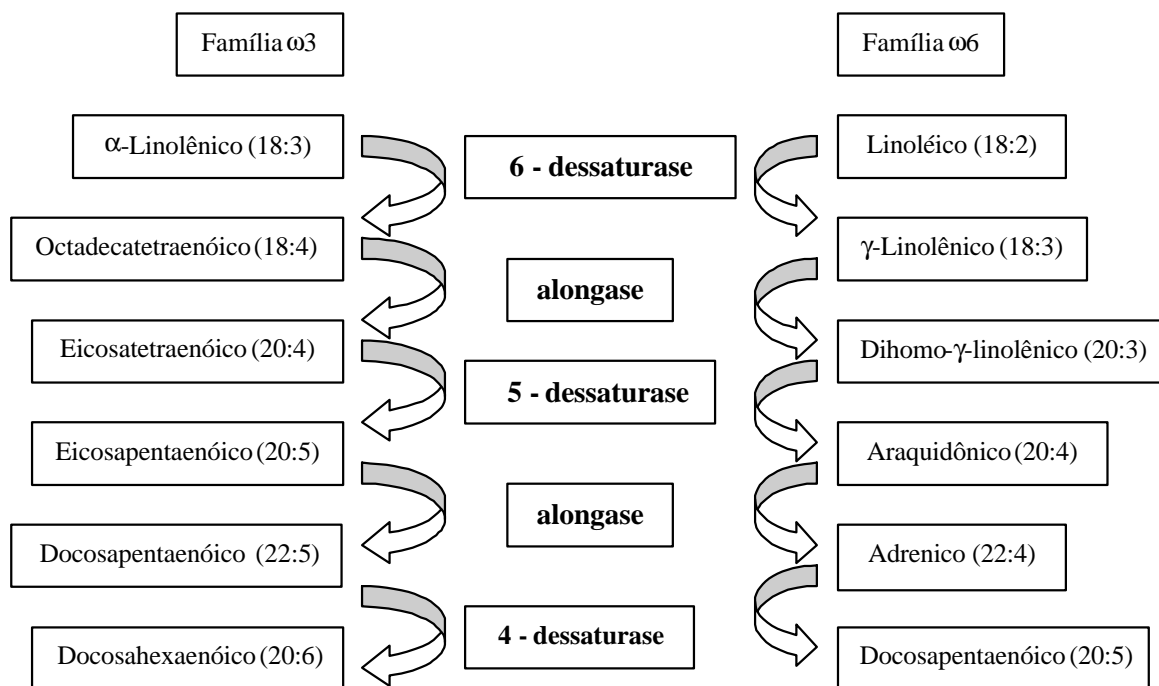 Família ω3
Família ω6
α-Linolênico (18:3)
6 - dessaturase
Linoléico (18:2)
Octadecatetraenóico (18:4)
γ-Linolênico (18:3)
alongase
Eicosatetraenóico (20:4)
Dihomo-γ-linolênico (20:3)
5 - dessaturase
Eicosapentaenóico (20:5)
Araquidônico (20:4)
alongase
Docosapentaenóico (22:5)
Adrenico (22:4)
4 - dessaturase
Docosahexaenóico (20:6)
Docosapentaenóico (20:5)